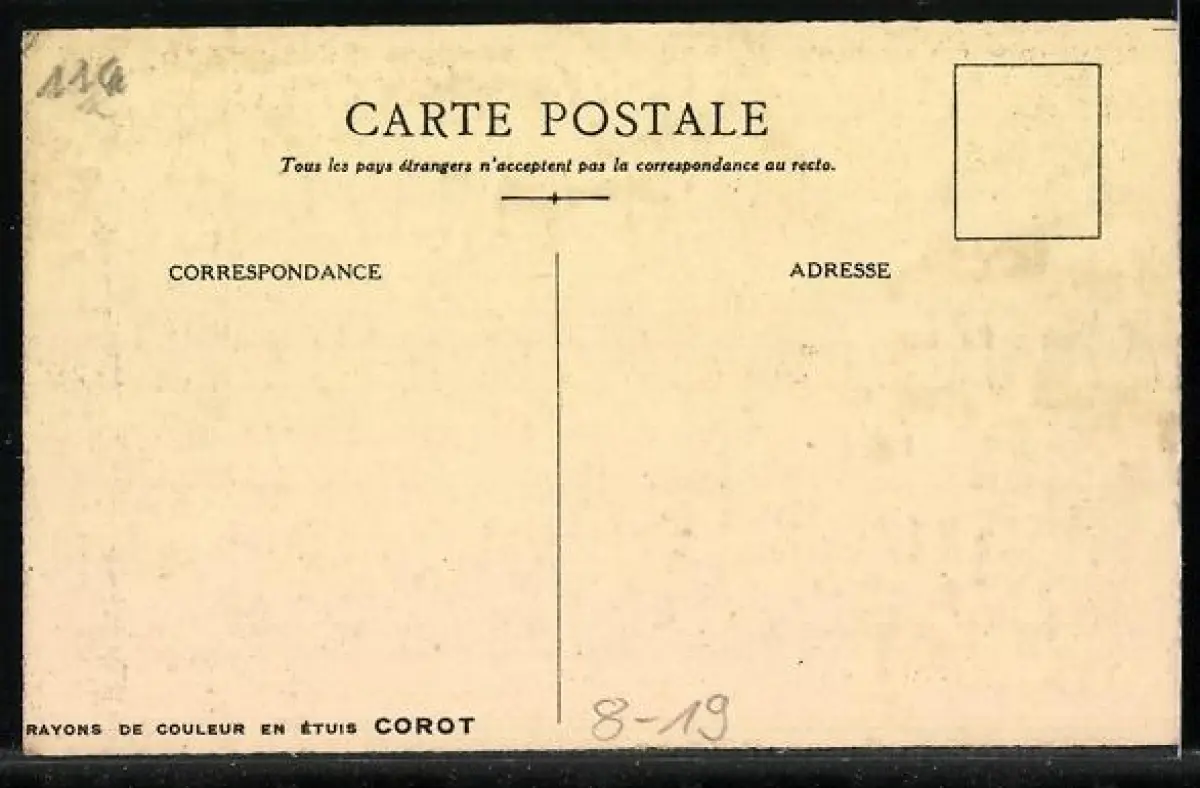 CARTE POSTALE
Tous les pays étrangers n'acceptent pas la correspondance au recto.
CORRESPONDANCE
ADRESSE
RAYONS DE COULEUR EN ÉTUIS COROT
8-19